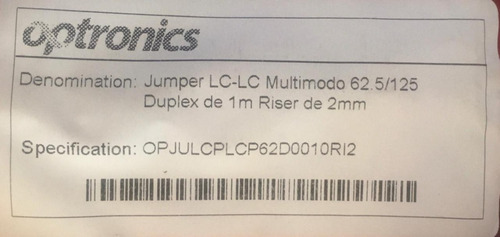 optronics
Denomination: Jumper LC-LC Multimodo 62.5/125
Duplex de 1m Riser de 2mm
Specification: OPJULCPLCP62D0010RI2